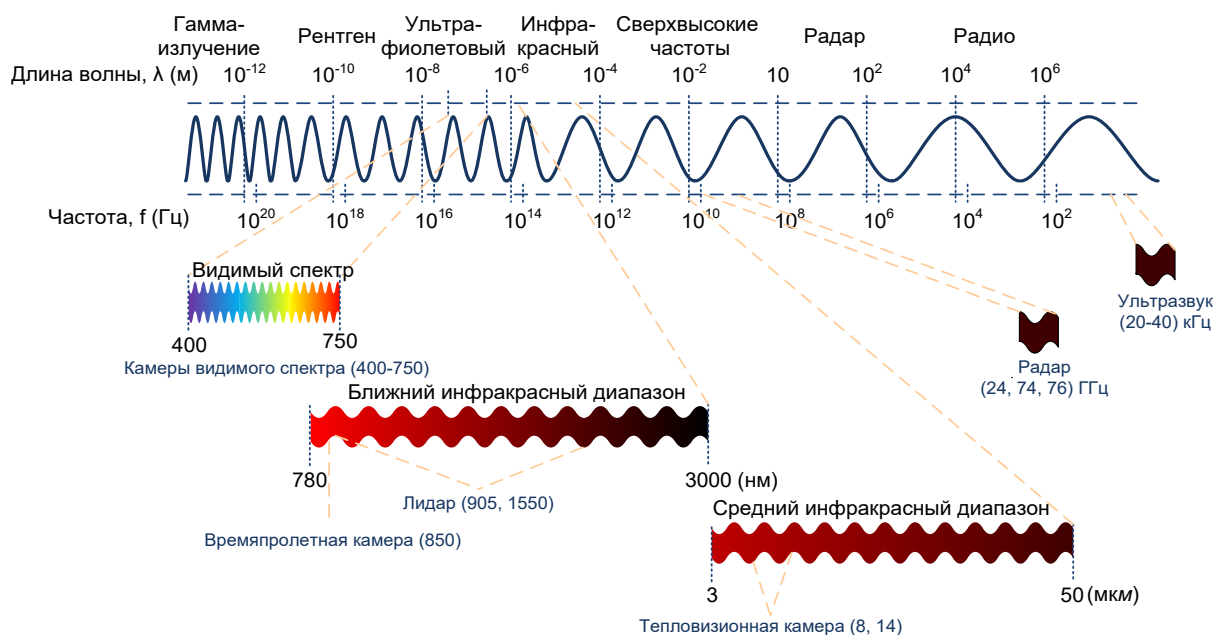 Гамма-
излучение
Рентген
Ультра-
фиолетовый
Инфра-
красный
Сверхвысокие
частоты
Радар
Радио
Длина волны, λ (м) 10⁻¹² 10⁻¹⁰ 10⁻⁸ 10⁻⁶ 10⁻⁴ 10⁻² 10 10² 10⁴ 10⁶
Частота, f (Гц) 10²⁰ 10¹⁸ 10¹⁶ 10¹⁴ 10¹² 10¹⁰ 10⁸ 10⁶ 10⁴ 10²
Видимый спектр
400 750
Камеры видимого спектра (400-750)
Ультразвук
(20-40) кГц
Радар
(24, 74, 76) ГГц
Ближний инфракрасный диапазон
780 3000 (нм)
Лидар (905, 1550)
Времяпролетная камера (850)
Средний инфракрасный диапазон
3 50 (мкм)
Тепловизионная камера (8, 14)